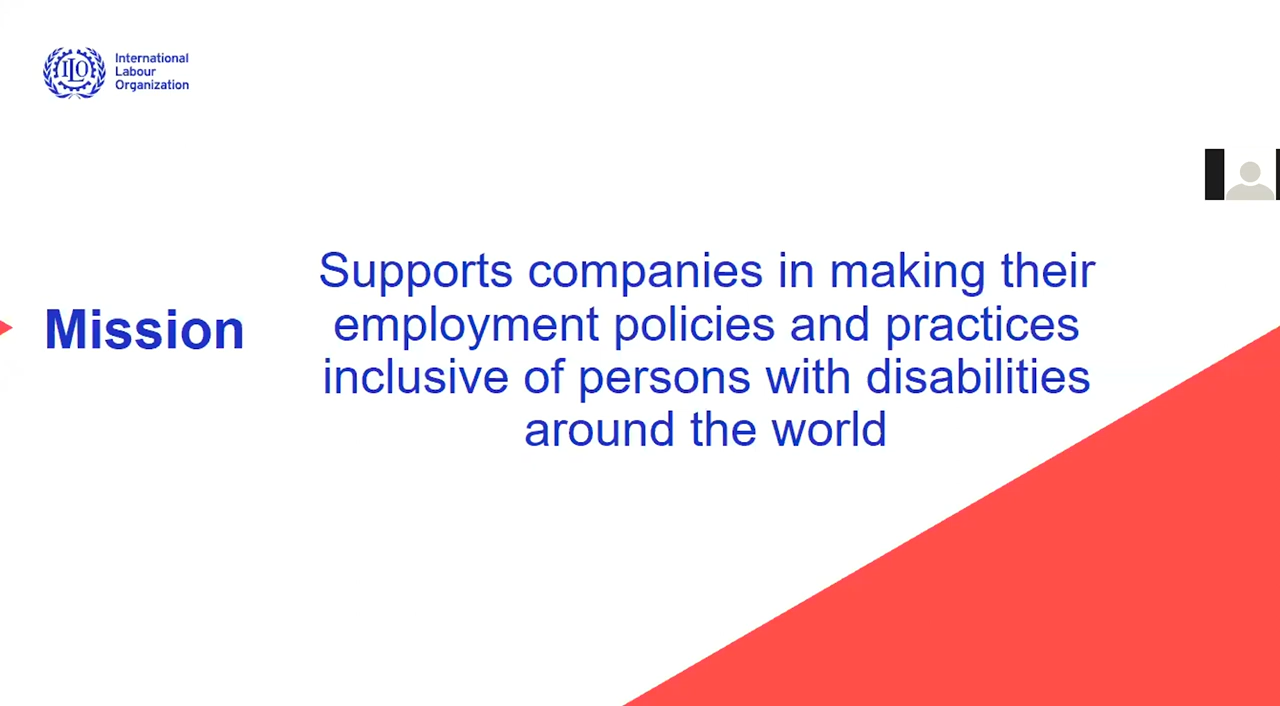 ILO
International
Labour
Organization
Mission
Supports companies in making their
employment policies and practices
inclusive of persons with disabilities
around the world